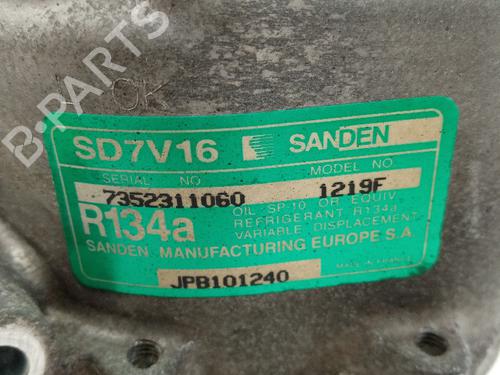 OK
B-PARTS
SD7V16 SANDEN
SERIAL NO. MODEL NO.
7352311060 1219F
R134a
OIL SP-10 OR EQUIV.
REFRIGERANT R134a
VARIABLE DISPLACEMENT
SANDEN MANUFACTURING EUROPE S.A.
JPB101240
MADE IN FRANCE